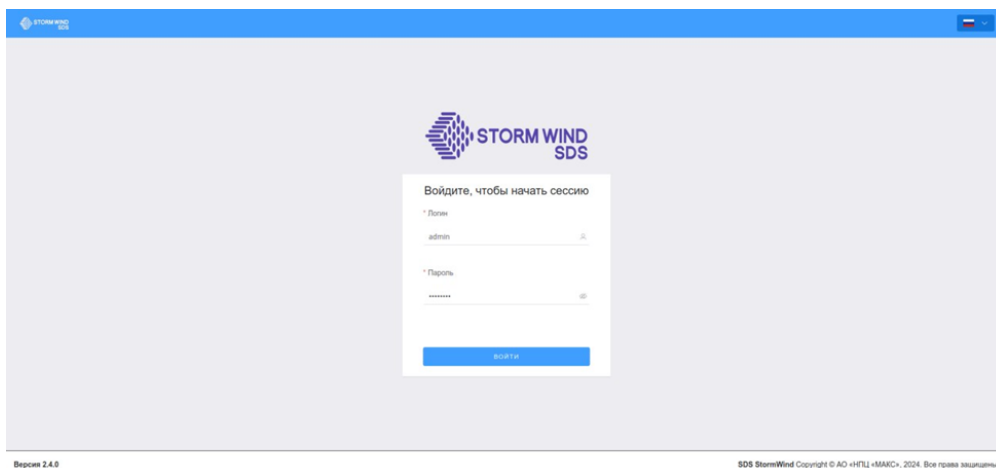 STORM WIND
SDS
STORM WIND
SDS
Войдите, чтобы начать сессию
* Логин
admin
* Пароль
••••••••
ВОЙТИ
Версия 2.4.0
SDS StormWind Copyright © АО «НПЦ «МАКС», 2024. Все права защищены